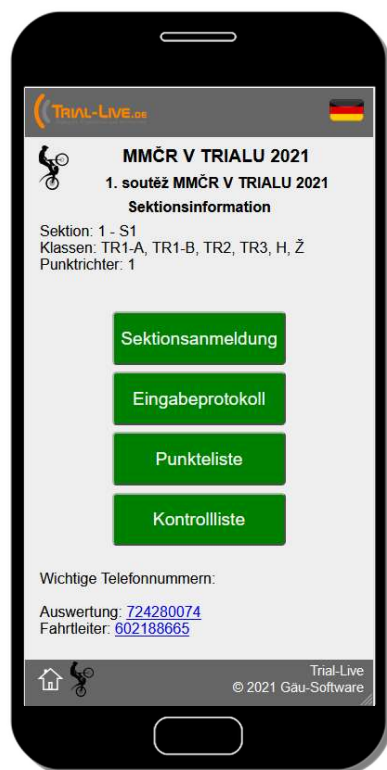 TRIAL-LIVE.DE
MMČR V TRIALU 2021
1. soutěž MMČR V TRIALU 2021
Sektionsinformation
Sektion: 1 - S1
Klassen: TR1-A, TR1-B, TR2, TR3, H, Ž
Punktrichter: 1
Sektionsanmeldung
Eingabeprotokoll
Punkteliste
Kontrollliste
Wichtige Telefonnummern:
Auswertung: 724280074
Fahrtleiter: 602188665
Trial-Live
© 2021 Gäu-Software